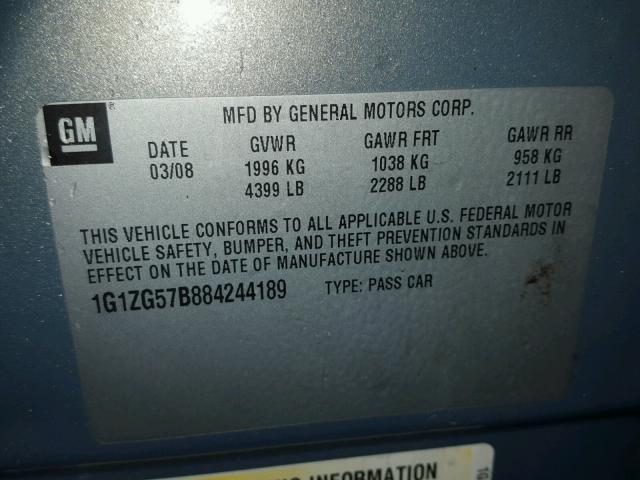 GM ®
MFD BY GENERAL MOTORS CORP.
DATE GVWR GAWR FRT GAWR RR
03/08 1996 KG 1038 KG 958 KG
4399 LB 2288 LB 2111 LB
THIS VEHICLE CONFORMS TO ALL APPLICABLE U.S. FEDERAL MOTOR
VEHICLE SAFETY, BUMPER, AND THEFT PREVENTION STANDARDS IN
EFFECT ON THE DATE OF MANUFACTURE SHOWN ABOVE.
1G1ZG57B884244189 TYPE: PASS CAR
INFORMATION